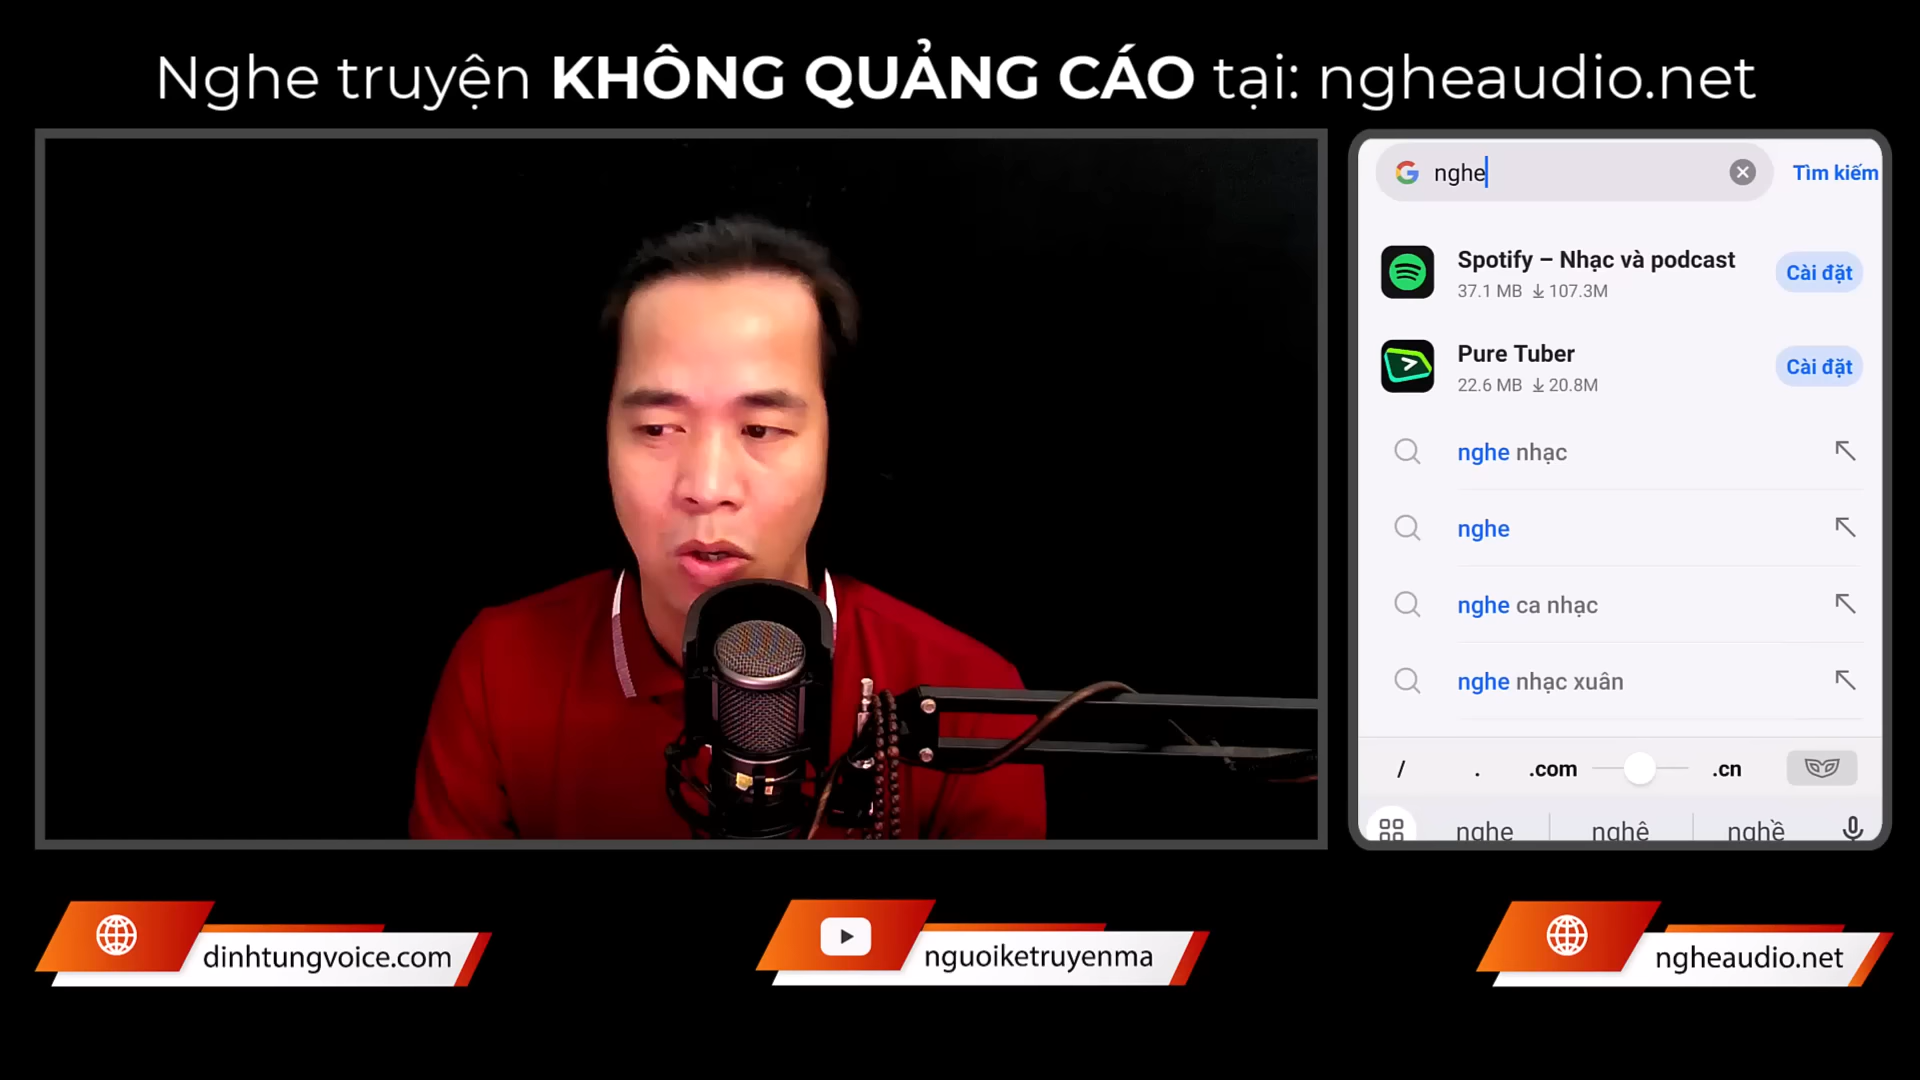 Nghe truyện KHÔNG QUẢNG CÁO tại: ngheaudio.net
nghe
Tìm kiếm
Spotify – Nhạc và podcast
37.1 MB 107.3M
Cài đặt
Pure Tuber
22.6 MB 20.8M
Cài đặt
nghe nhạc
nghe
nghe ca nhạc
nghe nhạc xuân
/ . .com .cn
nghe nghê nghề
dinhtungvoice.com
nguoiketruyenma
ngheaudio.net